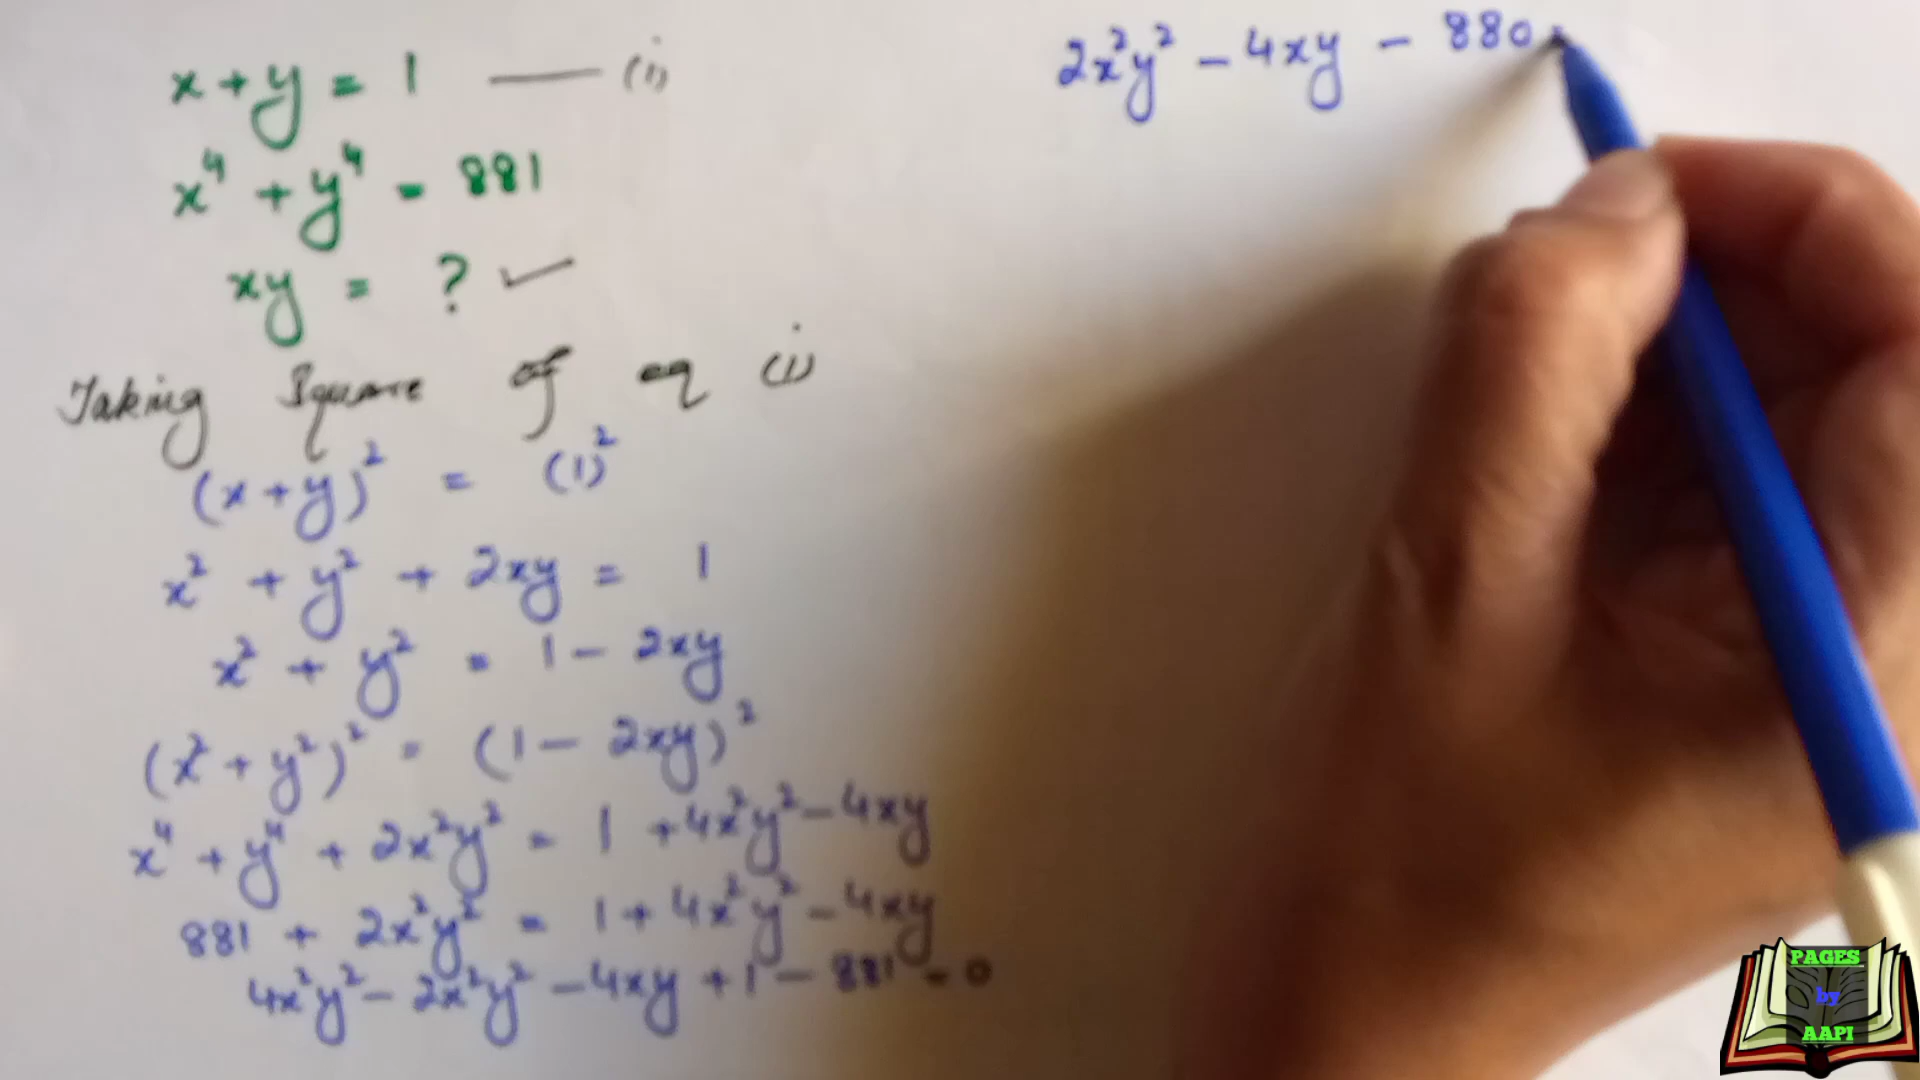 x + y = 1 —— (i)
x⁴ + y⁴ = 881
xy = ? ✓
Taking Square of eq (i)
(x + y)² = (1)²
x² + y² + 2xy = 1
x² + y² = 1 - 2xy
(x² + y²)² = (1 - 2xy)²
x⁴ + y⁴ + 2x²y² = 1 + 4x²y² - 4xy
881 + 2x²y² = 1 + 4x²y² - 4xy
4x²y² - 2x²y² - 4xy + 1 - 881 = 0
2x²y² - 4xy - 880 =
PAGES
by
AAPI